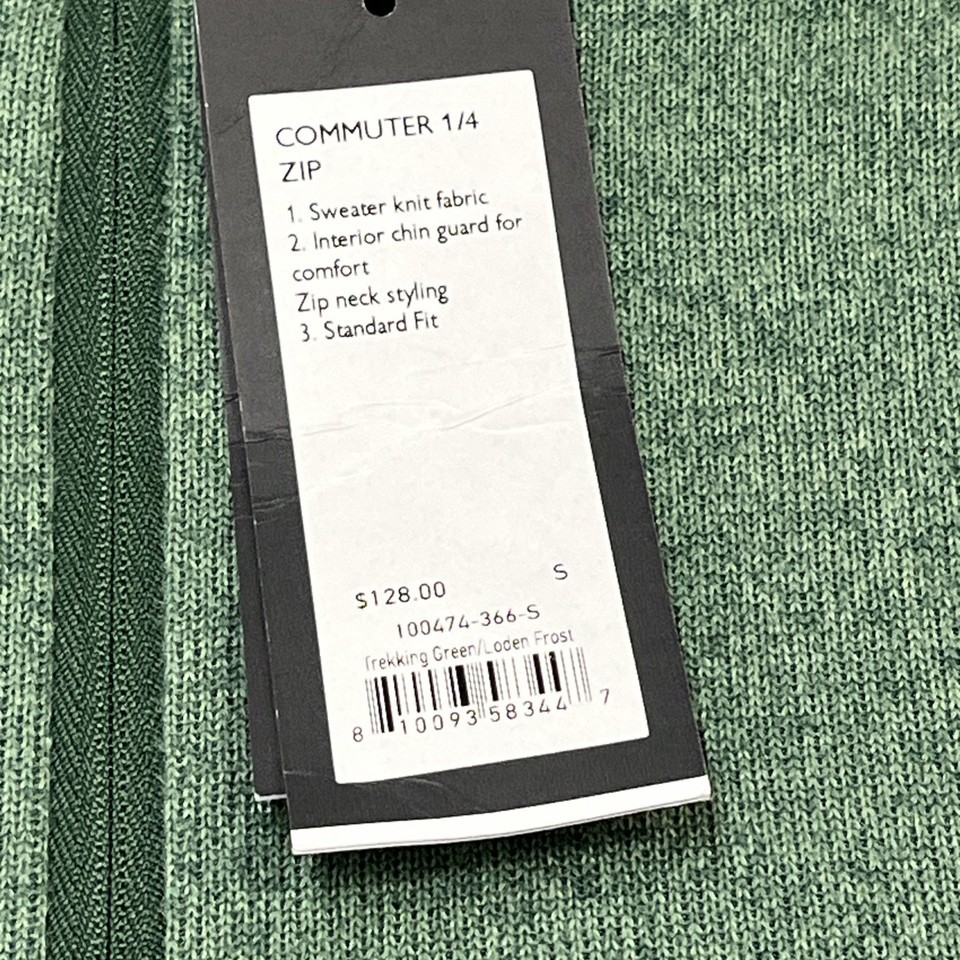 COMMUTER 1/4
ZIP
1. Sweater knit fabric
2. Interior chin guard for
comfort
Zip neck styling
3. Standard Fit
$128.00 S
100474-366-S
Trekking Green/Loden Frost
8 10093 58344 7